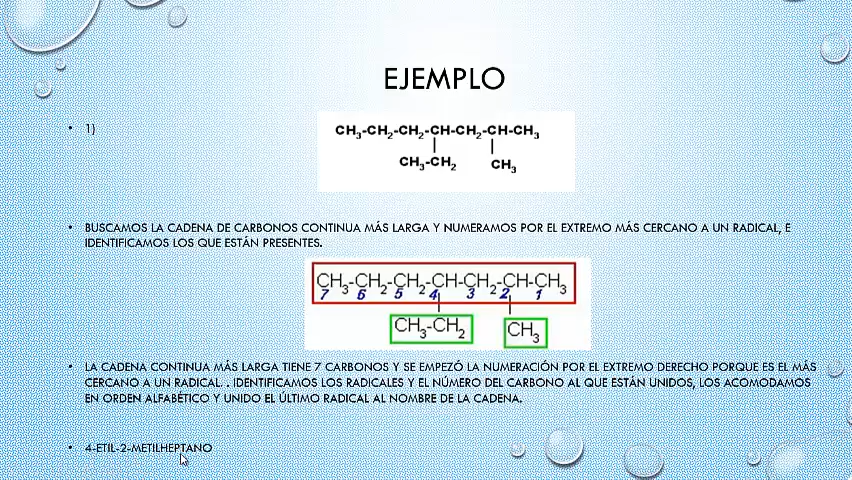 EJEMPLO
• 1)
CH₃-CH₂-CH₂-CH-CH₂-CH-CH₃
CH₃-CH₂ CH₃
• BUSCAMOS LA CADENA DE CARBONOS CONTINUA MÁS LARGA Y NUMERAMOS POR EL EXTREMO MÁS CERCANO A UN RADICAL, E
IDENTIFICAMOS LOS QUE ESTÁN PRESENTES.
CH₃-CH₂-CH₂-CH-CH₂-CH-CH₃
7 6 5 4 3 2 1
CH₃-CH₂ CH₃
• LA CADENA CONTINUA MÁS LARGA TIENE 7 CARBONOS Y SE EMPEZÓ LA NUMERACIÓN POR EL EXTREMO DERECHO PORQUE ES EL MÁS
CERCANO A UN RADICAL. . IDENTIFICAMOS LOS RADICALES Y EL NÚMERO DEL CARBONO AL QUE ESTÁN UNIDOS, LOS ACOMODAMOS
EN ORDEN ALFABÉTICO Y UNIDO EL ÚLTIMO RADICAL AL NOMBRE DE LA CADENA.
• 4-ETIL-2-METILHEPTANO